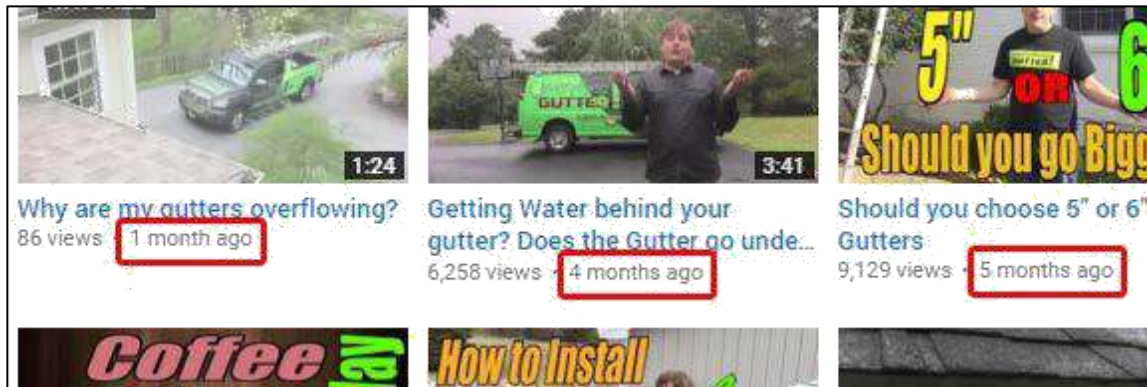 1:24
Why are my gutters overflowing?
86 views · 1 month ago
GUTTER
3:41
Getting Water behind your
gutter? Does the Gutter go unde...
6,258 views · 4 months ago
5"
OR
6
Should you go Bigg
Should you choose 5" or 6"
Gutters
9,129 views · 5 months ago
Coffee
How to Install